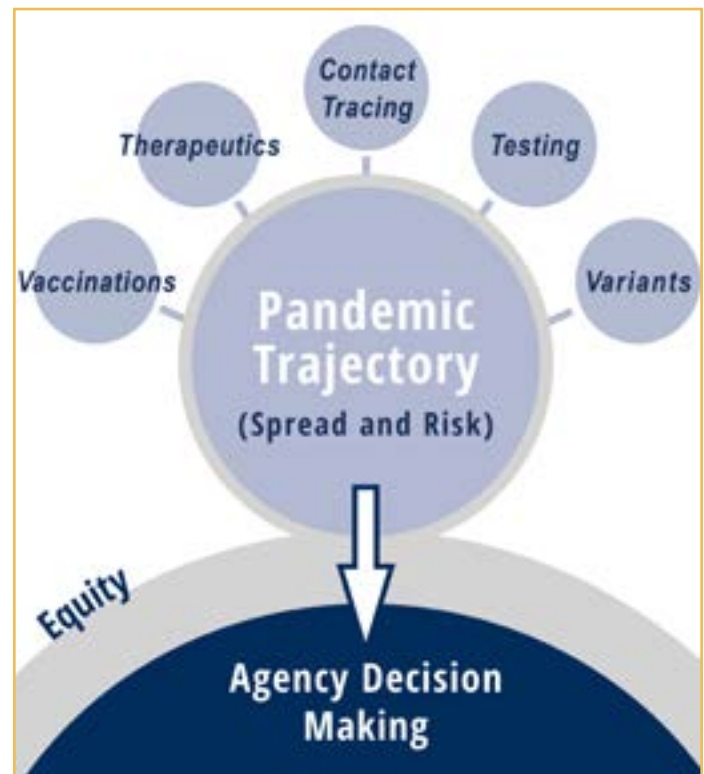 Contact
Tracing
Therapeutics
Testing
Vaccinations
Variants
Pandemic
Trajectory
(Spread and Risk)
Equity
Agency Decision
Making